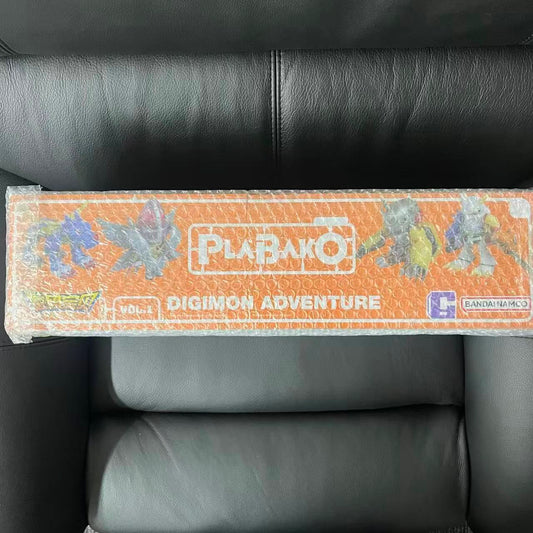 PLABAKO
VOL.1 DIGIMON ADVENTURE
BANDAI NAMCO